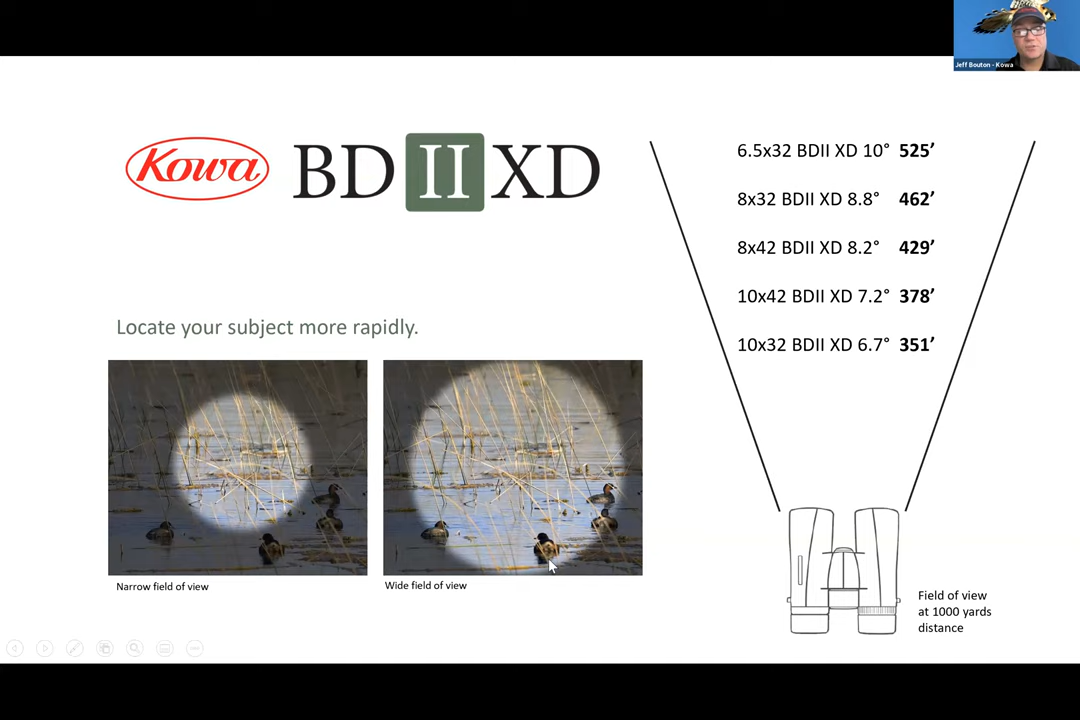 Jeff Bouton - Kowa
Kowa BD II XD
6.5x32 BDII XD 10° 525’
8x32 BDII XD 8.8° 462’
8x42 BDII XD 8.2° 429’
10x42 BDII XD 7.2° 378’
10x32 BDII XD 6.7° 351’
Locate your subject more rapidly.
Narrow field of view
Wide field of view
Field of view
at 1000 yards
distance